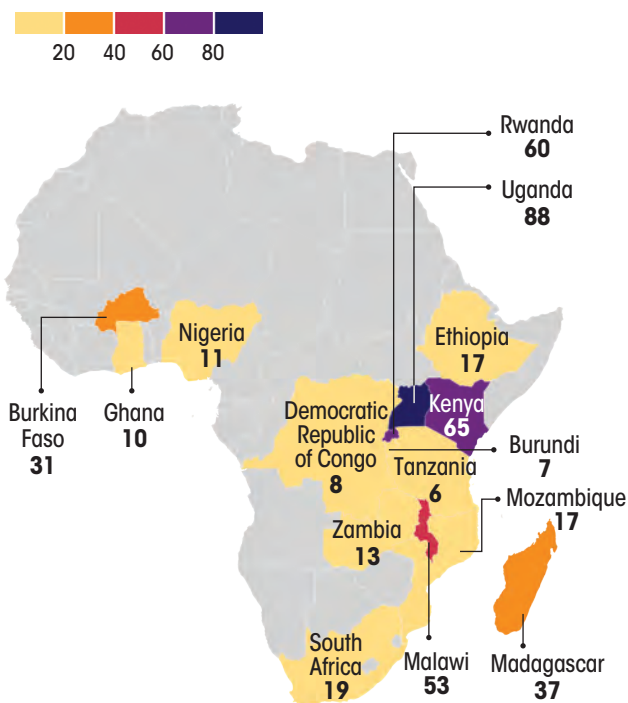 20 40 60 80
Rwanda
60
Uganda
88
Nigeria
11
Ethiopia
17
Burkina
Faso
31
Ghana
10
Democratic
Republic
of Congo
8
Kenya
65
Tanzania
6
Burundi
7
Mozambique
17
Zambia
13
South
Africa
19
Malawi
53
Madagascar
37